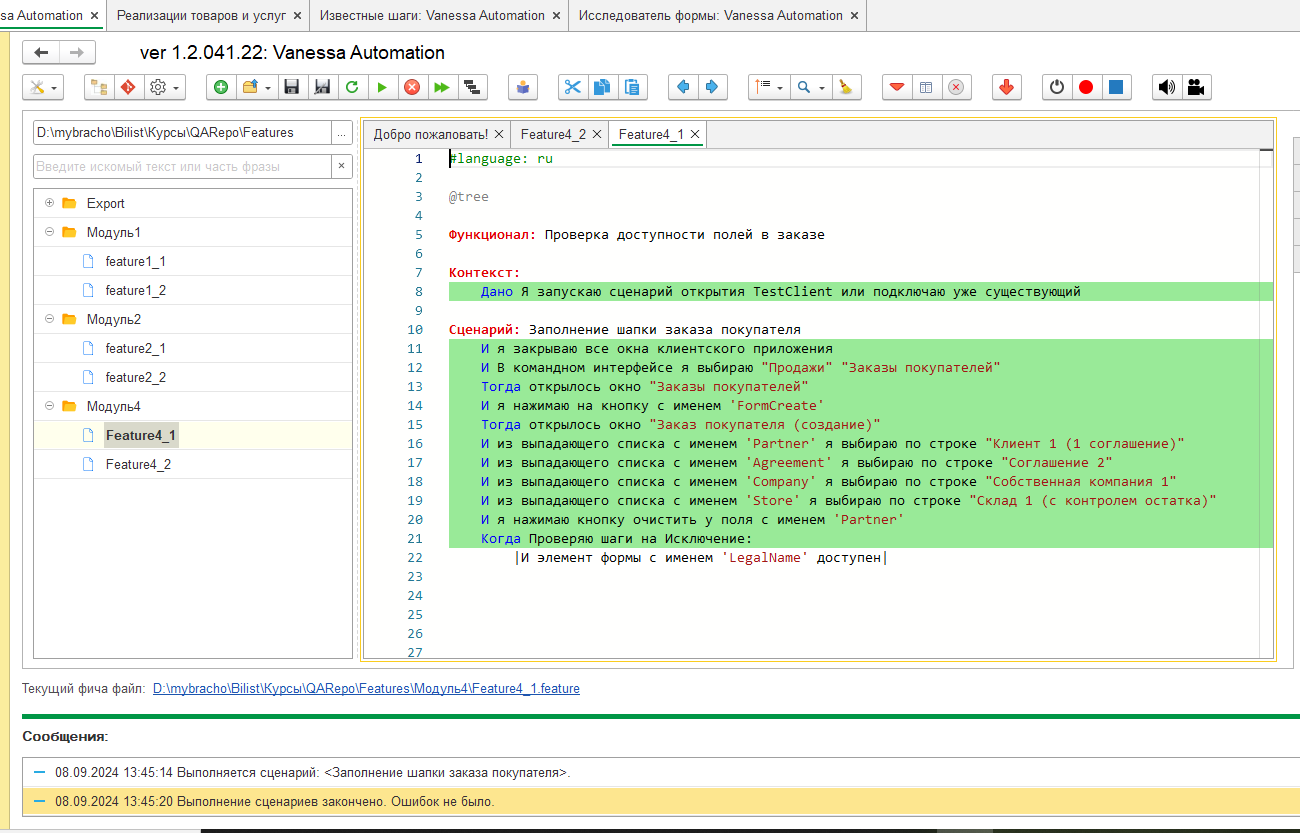 sa Automation × Реализации товаров и услуг × Известные шаги: Vanessa Automation × Исследователь формы: Vanessa Automation ×
ver 1.2.041.22: Vanessa Automation
D:\mybracho\Bilist\Курсы\QARepo\Features ...
Введите искомый текст или часть фразы ×
Export
Модуль1
feature1_1
feature1_2
Модуль2
feature2_1
feature2_2
Модуль4
Feature4_1
Feature4_2
Добро пожаловать! × Feature4_2 × Feature4_1 ×
1 #language: ru
2
3 @tree
4
5 Функционал: Проверка доступности полей в заказе
6
7 Контекст:
8 Дано Я запускаю сценарий открытия TestClient или подключаю уже существующий
9
10 Сценарий: Заполнение шапки заказа покупателя
11 И я закрываю все окна клиентского приложения
12 И В командном интерфейсе я выбираю "Продажи" "Заказы покупателей"
13 Тогда открылось окно "Заказы покупателей"
14 И я нажимаю на кнопку с именем 'FormCreate'
15 Тогда открылось окно "Заказ покупателя (создание)"
16 И из выпадающего списка с именем 'Partner' я выбираю по строке "Клиент 1 (1 соглашение)"
17 И из выпадающего списка с именем 'Agreement' я выбираю по строке "Соглашение 2"
18 И из выпадающего списка с именем 'Company' я выбираю по строке "Собственная компания 1"
19 И из выпадающего списка с именем 'Store' я выбираю по строке "Склад 1 (с контролем остатка)"
20 И я нажимаю кнопку очистить у поля с именем 'Partner'
21 Когда Проверяю шаги на Исключение:
22 |И элемент формы с именем 'LegalName' доступен|
23
24
25
26
27
Текущий фича файл: D:\mybracho\Bilist\Курсы\QARepo\Features\Модуль4\Feature4_1.feature
Сообщения:
08.09.2024 13:45:14 Выполняется сценарий: <Заполнение шапки заказа покупателя>.
08.09.2024 13:45:20 Выполнение сценариев закончено. Ошибок не было.